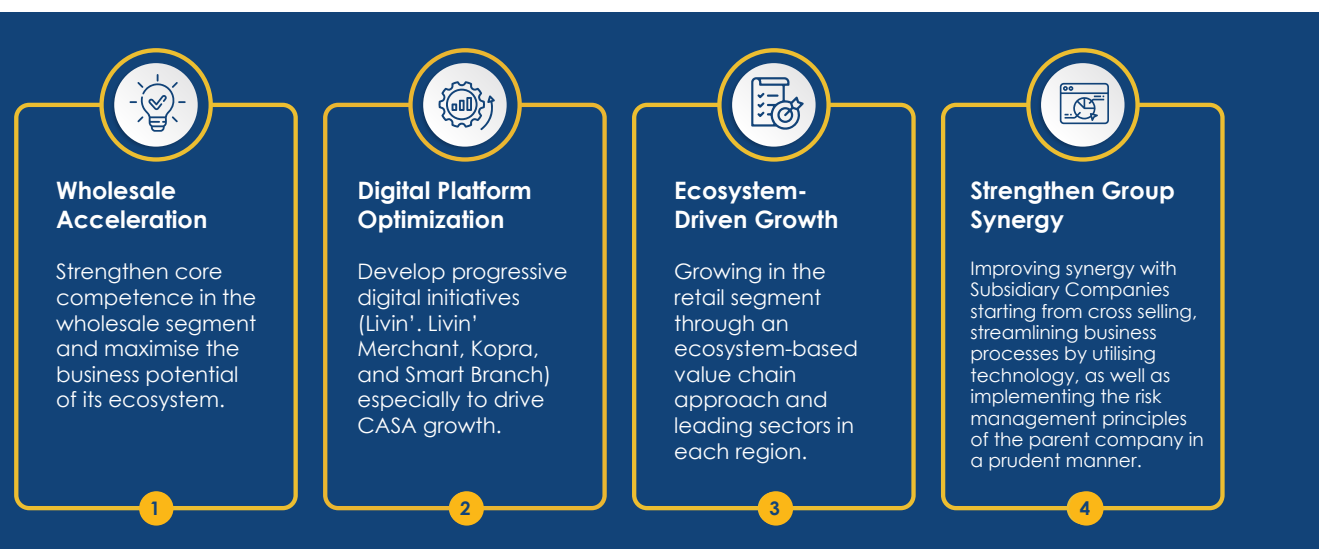 Wholesale
Acceleration
Strengthen core
competence in the
wholesale segment
and maximise the
business potential
of its ecosystem.
1
Digital Platform
Optimization
Develop progressive
digital initiatives
(Livin’. Livin’
Merchant, Kopra,
and Smart Branch)
especially to drive
CASA growth.
2
Ecosystem-
Driven Growth
Growing in the
retail segment
through an
ecosystem-based
value chain
approach and
leading sectors in
each region.
3
Strengthen Group
Synergy
Improving synergy with
Subsidiary Companies
starting from cross selling,
streamlining business
processes by utilising
technology, as well as
implementing the risk
management principles
of the parent company in
a prudent manner.
4